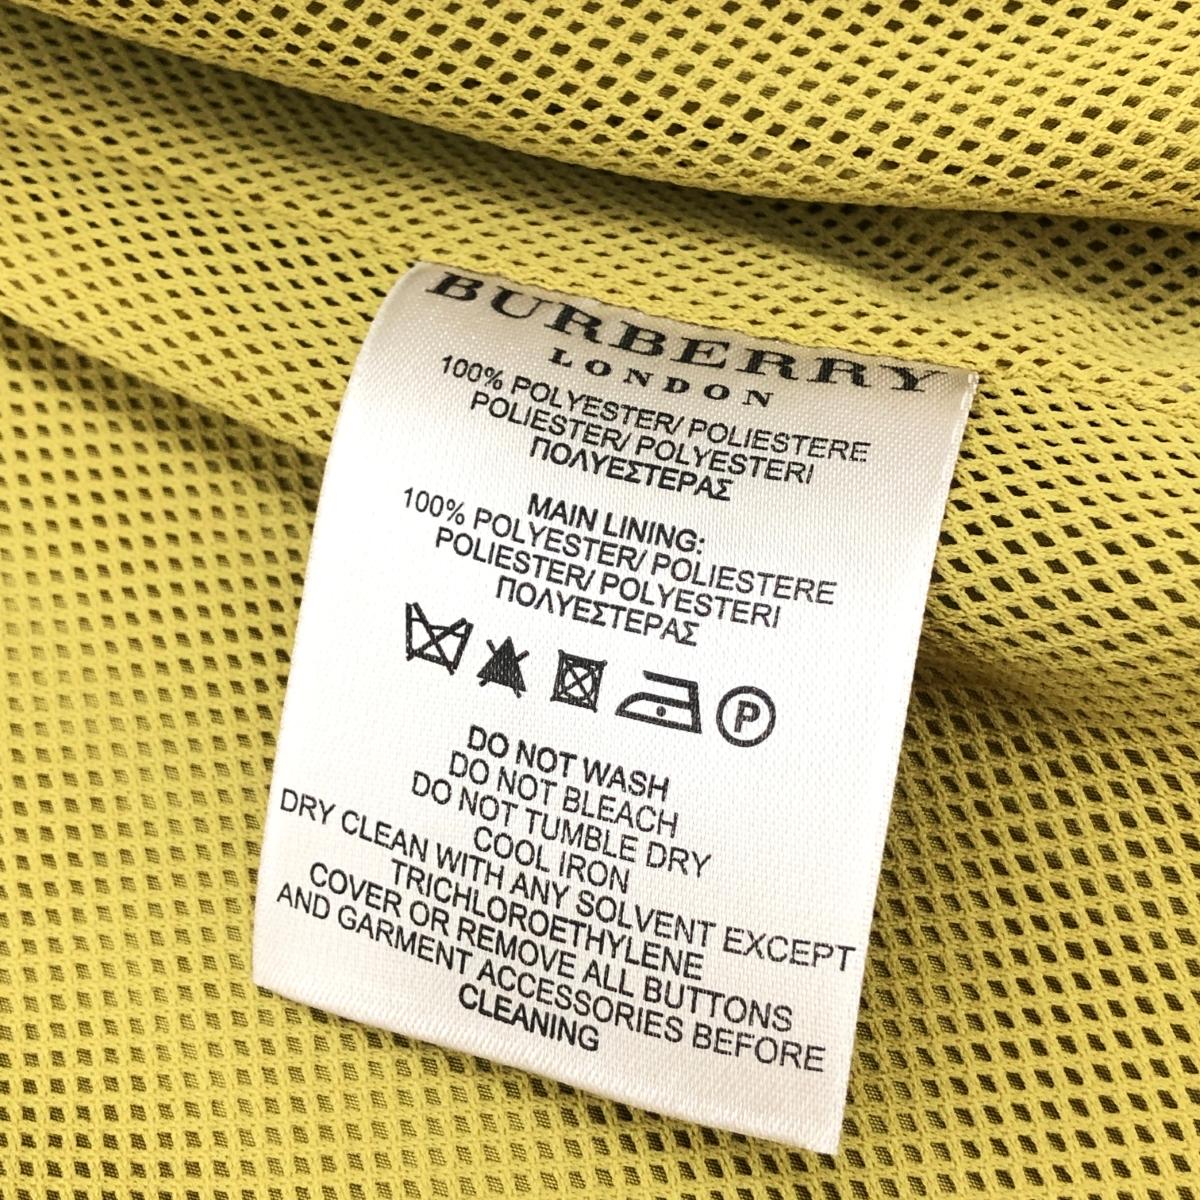 BURBERRY
LONDON
100% POLYESTER/ POLIESTERE
POLIESTER/ POLYESTERI
ΠΟΛΥΕΣΤΕΡΑΣ
MAIN LINING:
100% POLYESTER/ POLIESTERE
POLIESTER/ POLYESTERI
ΠΟΛΥΕΣΤΕΡΑΣ
P
DO NOT WASH
DO NOT BLEACH
DO NOT TUMBLE DRY
COOL IRON
DRY CLEAN WITH ANY SOLVENT EXCEPT
TRICHLOROETHYLENE
COVER OR REMOVE ALL BUTTONS
AND GARMENT ACCESSORIES BEFORE
CLEANING